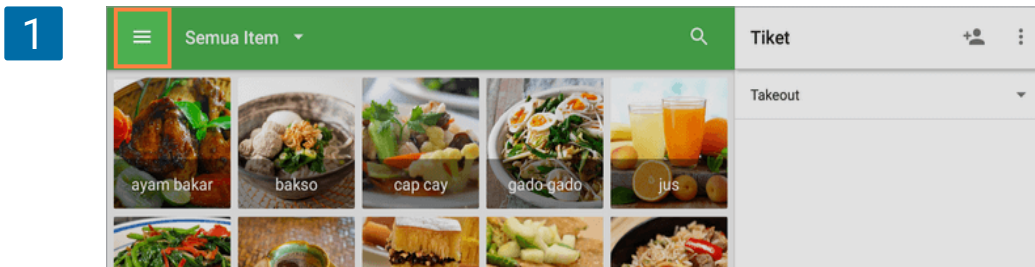 1
Semua Item
Tiket
Takeout
ayam bakar
bakso
cap cay
gado gado
jus